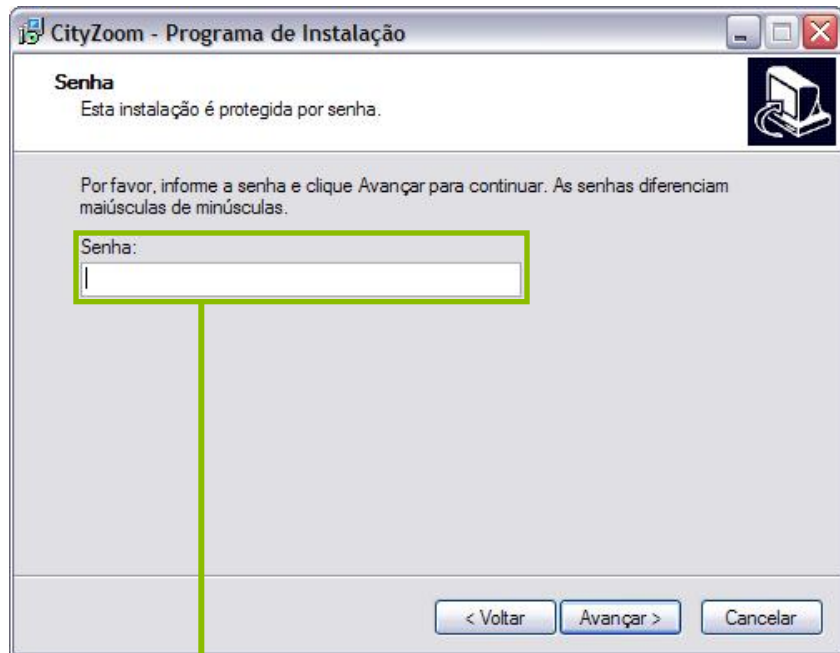 CityZoom - Programa de Instalação
Senha
Esta instalação é protegida por senha.
Por favor, informe a senha e clique Avançar para continuar. As senhas diferenciam
maiúsculas de minúsculas.
Senha:
< Voltar
Avançar >
Cancelar